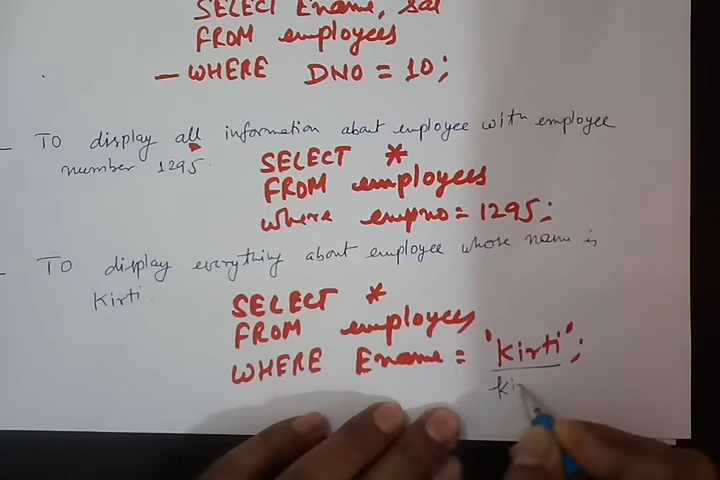 SELECT Ename, Sal
FROM employees
- WHERE DNO = 10;
- TO display all information about employee with employee
number 1295.
SELECT *
FROM employees
where empno = 1295;
- TO display everything about employee whose name is
Kirti.
SELECT *
FROM employees
WHERE Ename = 'Kirti';
ki